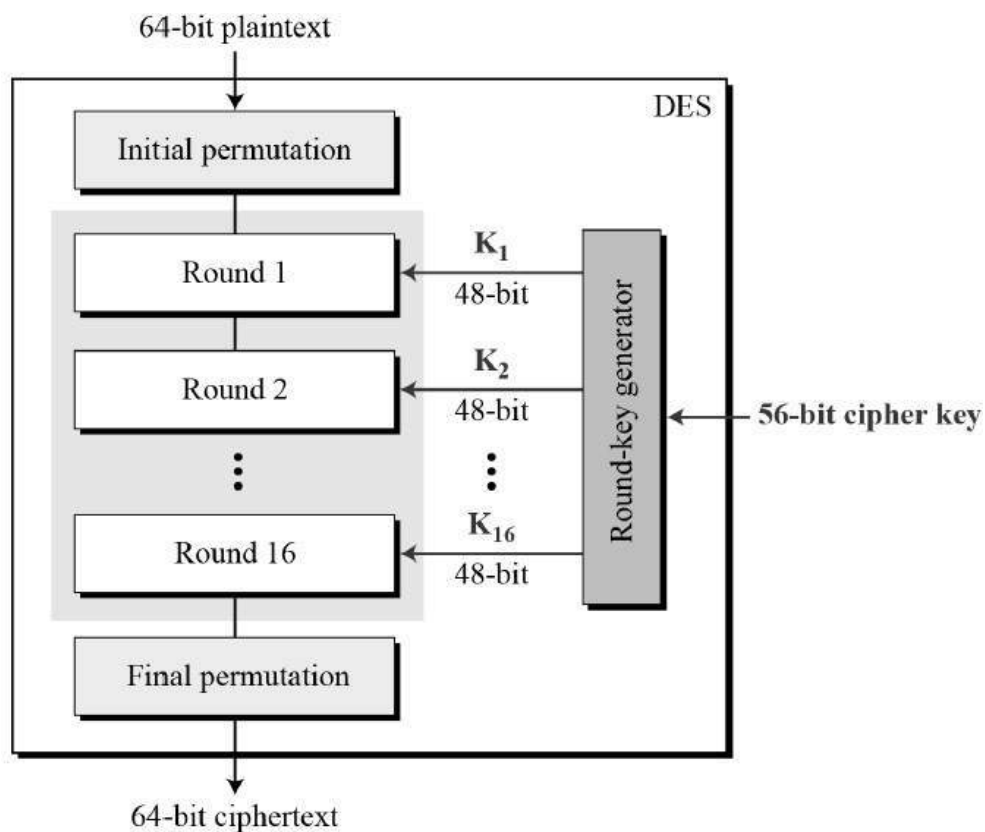 64-bit plaintext
DES
Initial permutation
Round 1
K1
48-bit
Round 2
K2
48-bit
Round-key generator
56-bit cipher key
Round 16
K16
48-bit
Final permutation
64-bit ciphertext